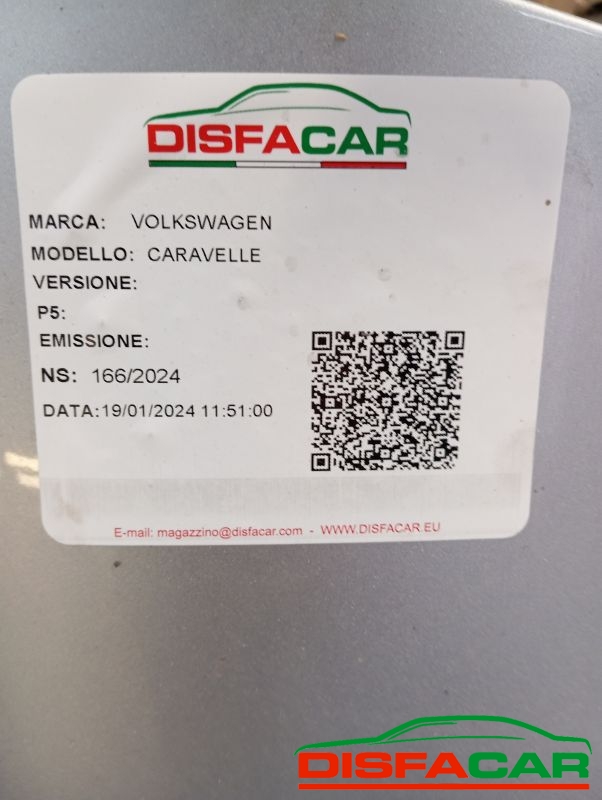 DISFACAR
MARCA: VOLKSWAGEN
MODELLO: CARAVELLE
VERSIONE:
P5:
EMISSIONE:
NS: 166/2024
DATA:19/01/2024 11:51:00
E-mail: magazzino@disfacar.com - WWW.DISFACAR.EU
DISFACAR